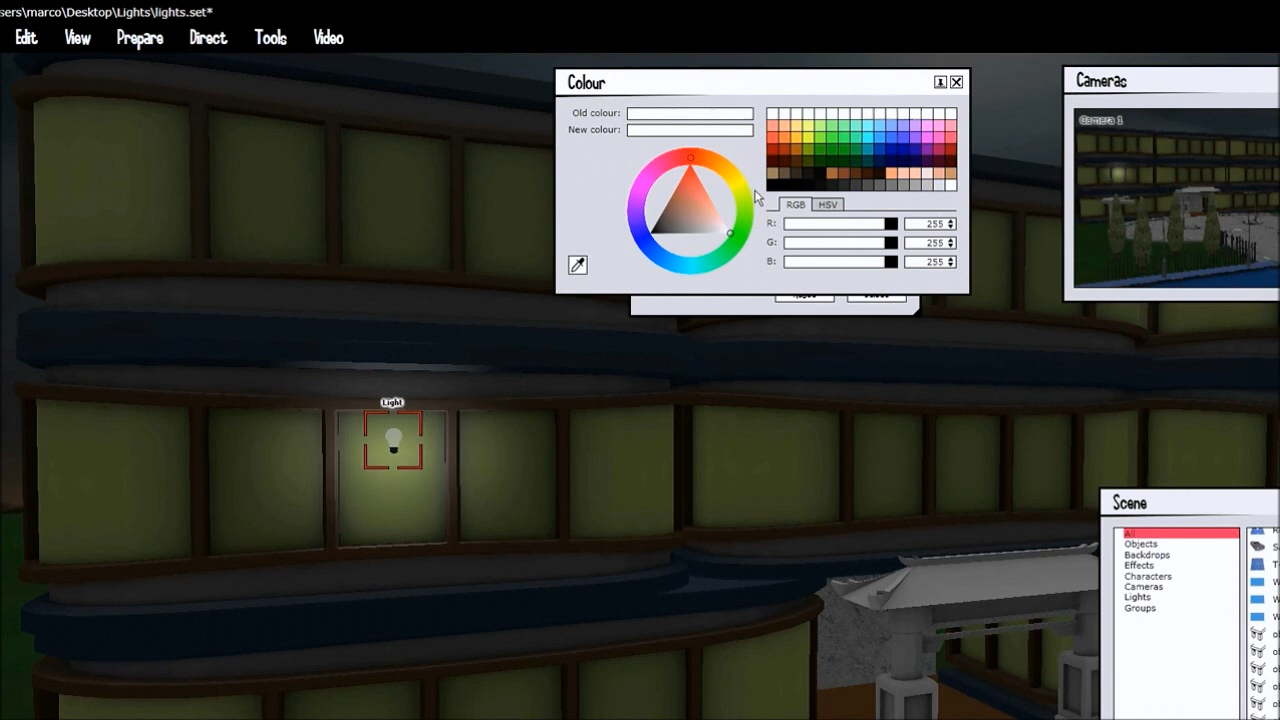 sers\marco\Desktop\Lights\lights.set*
Edit View Prepare Direct Tools Video
Colour
Cameras
Old colour:
New colour:
Camera 1
RGB HSV
R: 255
G: 255
B: 255
Light
Scene
All
Objects
Backdrops
Effects
Characters
Cameras
Lights
Groups